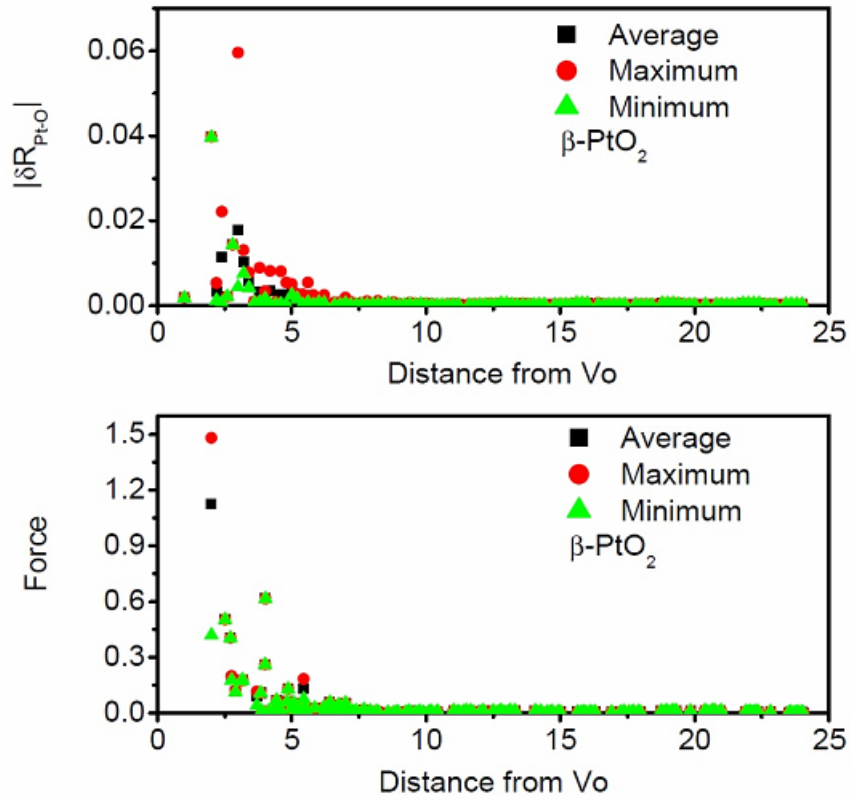 |δR_Pt-O|
0.06
0.04
0.02
0.00
Average
Maximum
Minimum
β-PtO₂
0 5 10 15 20 25
Distance from Vo
Force
1.5
1.2
0.9
0.6
0.3
0.0
Average
Maximum
Minimum
β-PtO₂
0 5 10 15 20 25
Distance from Vo